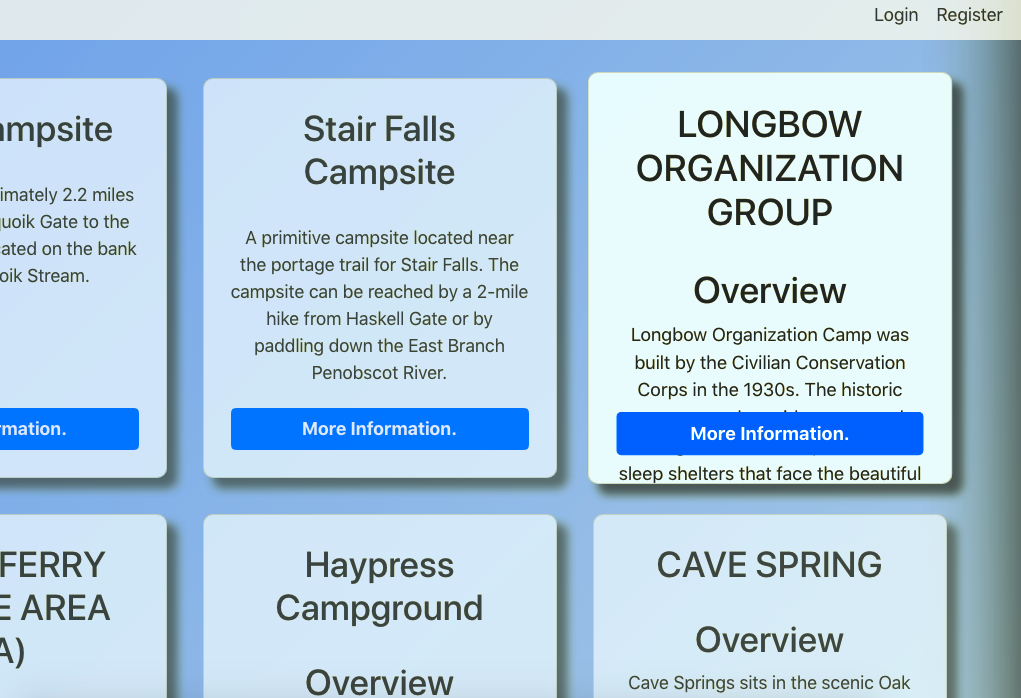 Login Register
mpsite
imately 2.2 miles
uoik Gate to the
ated on the bank
oik Stream.
rmation.
Stair Falls
Campsite
A primitive campsite located near
the portage trail for Stair Falls. The
campsite can be reached by a 2-mile
hike from Haskell Gate or by
paddling down the East Branch
Penobscot River.
More Information.
LONGBOW
ORGANIZATION
GROUP
Overview
Longbow Organization Camp was
built by the Civilian Conservation
Corps in the 1930s. The historic
More Information.
sleep shelters that face the beautiful
FERRY
E AREA
A)
Haypress
Campground
Overview
CAVE SPRING
Overview
Cave Springs sits in the scenic Oak